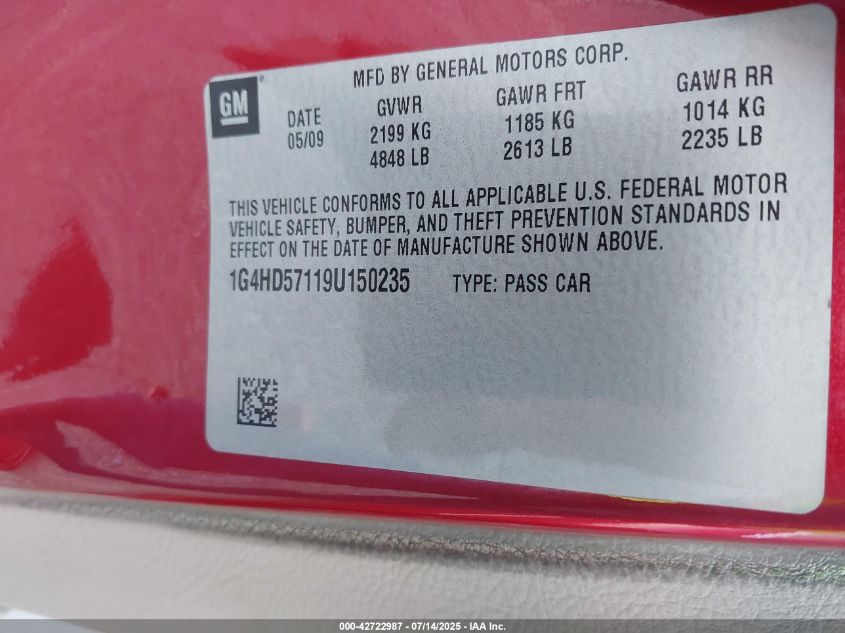 GM
MFD BY GENERAL MOTORS CORP.
DATE
05/09
GVWR
2199 KG
4848 LB
GAWR FRT
1185 KG
2613 LB
GAWR RR
1014 KG
2235 LB
THIS VEHICLE CONFORMS TO ALL APPLICABLE U.S. FEDERAL MOTOR
VEHICLE SAFETY, BUMPER, AND THEFT PREVENTION STANDARDS IN
EFFECT ON THE DATE OF MANUFACTURE SHOWN ABOVE.
1G4HD57119U150235 TYPE: PASS CAR
000-42722987 - 07/14/2025 - IAA Inc.